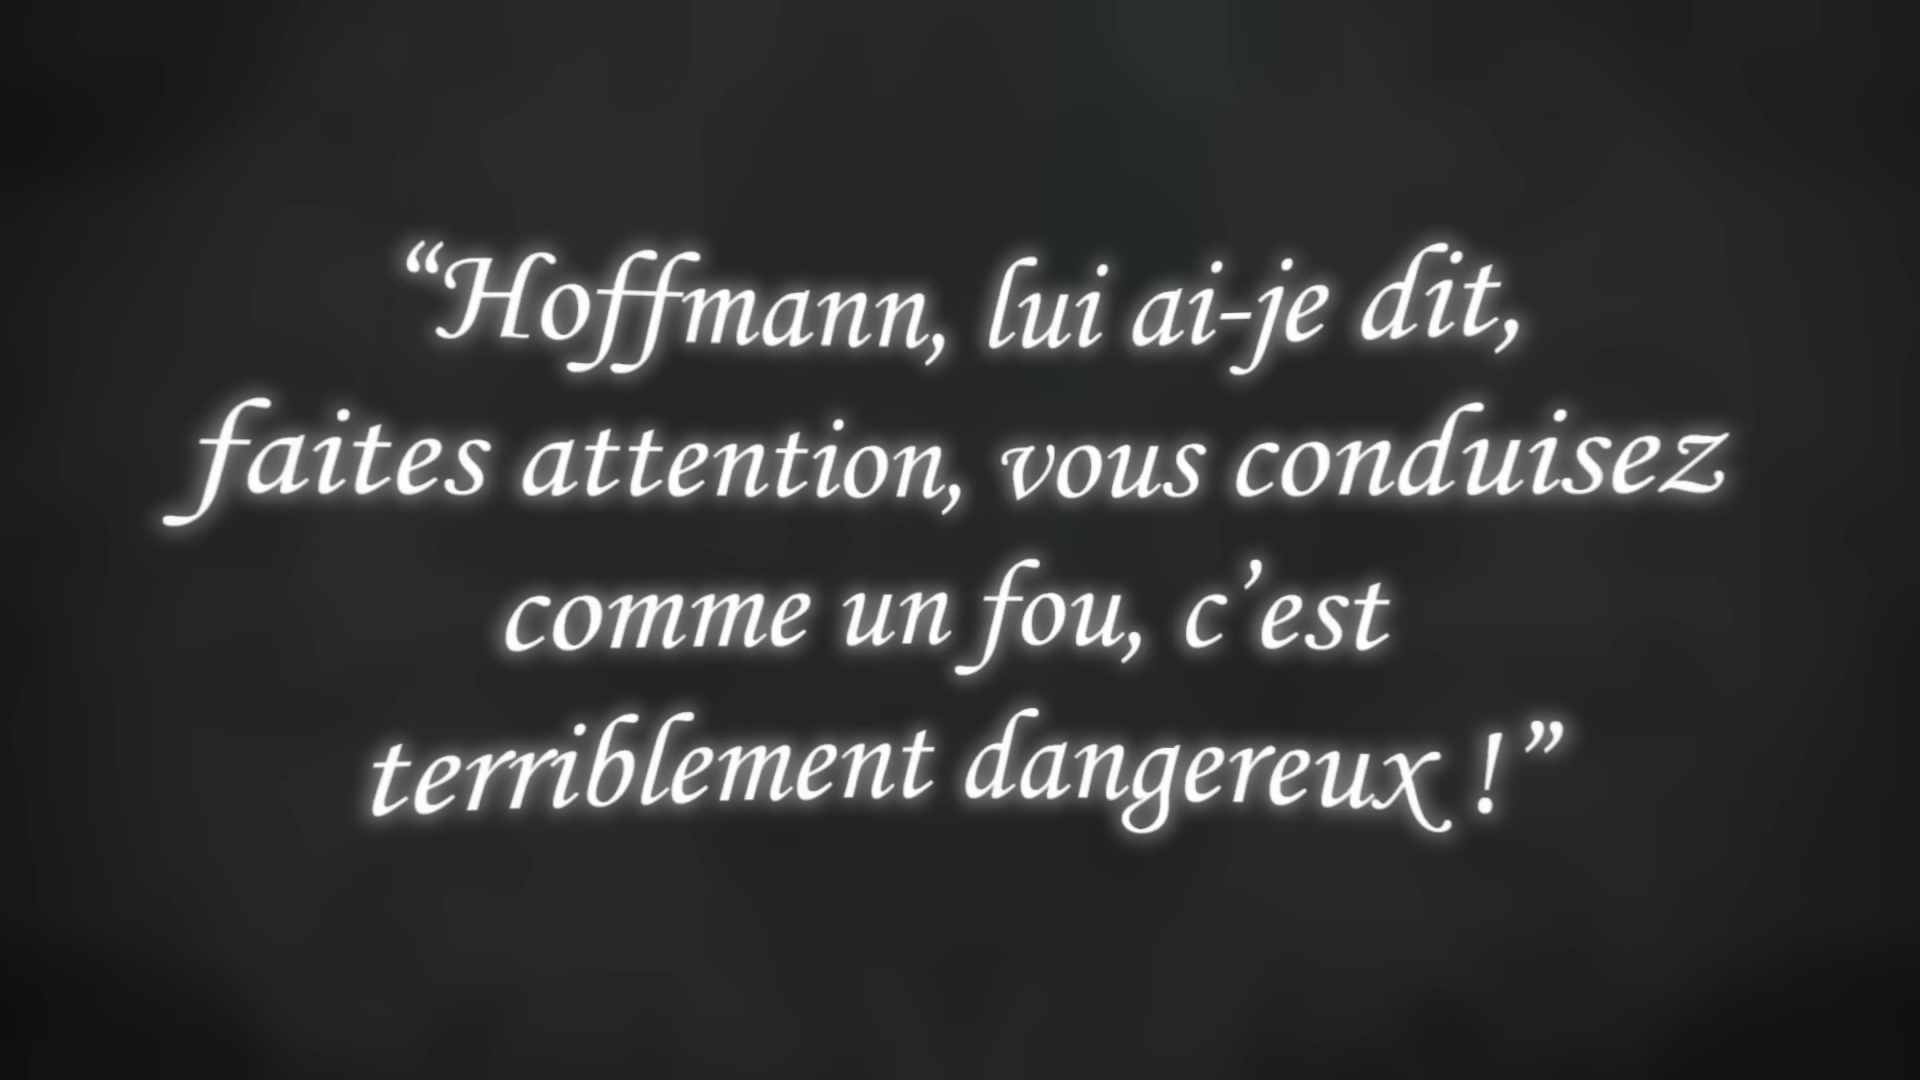 “Hoffmann, lui ai-je dit,
faites attention, vous conduisez
comme un fou, c’est
terriblement dangereux !”